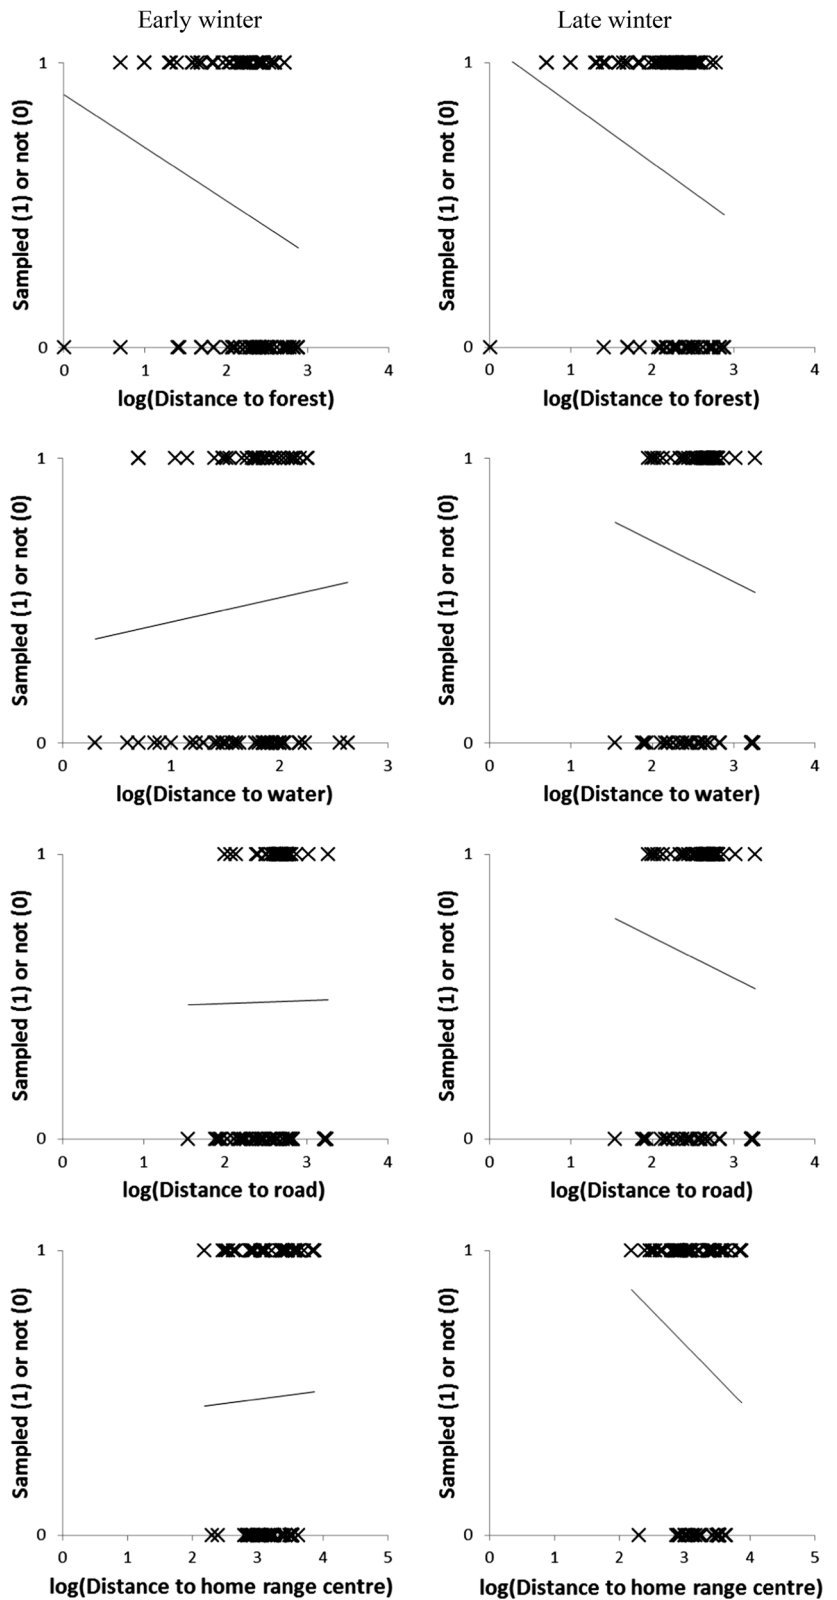 Early winter
Late winter
Sampled (1) or not (0)
1
0
0 1 2 3 4
log(Distance to forest)
Sampled (1) or not (0)
1
0
0 1 2 3 4
log(Distance to forest)
Sampled (1) or not (0)
1
0
0 1 2 3
log(Distance to water)
Sampled (1) or not (0)
1
0
0 1 2 3 4
log(Distance to water)
Sampled (1) or not (0)
1
0
0 1 2 3 4
log(Distance to road)
Sampled (1) or not (0)
1
0
0 1 2 3 4
log(Distance to road)
Sampled (1) or not (0)
1
0
0 1 2 3 4 5
log(Distance to home range centre)
Sampled (1) or not (0)
1
0
0 1 2 3 4 5
log(Distance to home range centre)